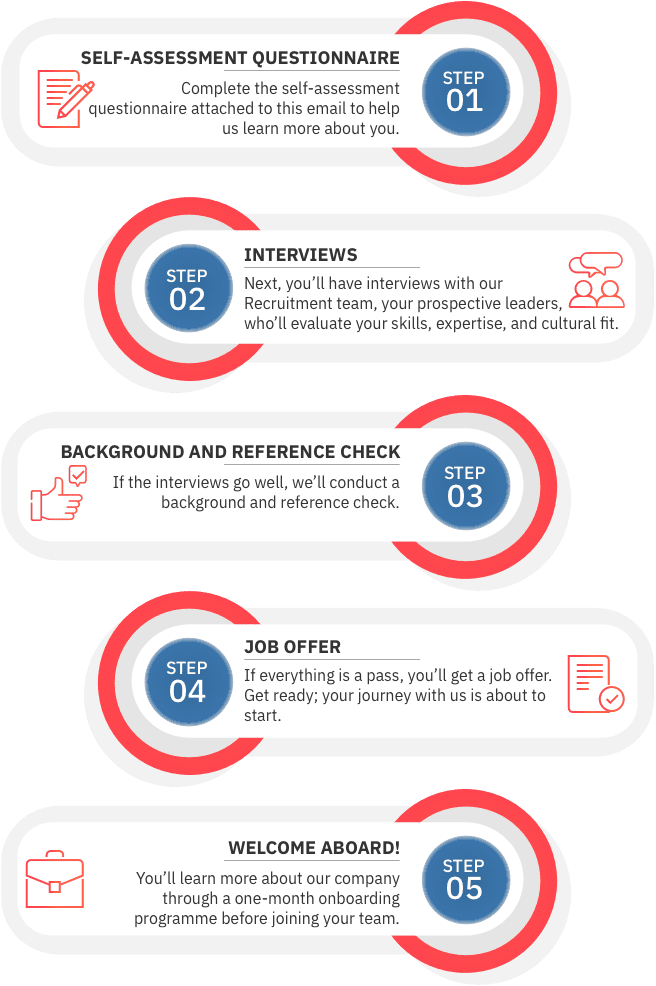 SELF-ASSESSMENT QUESTIONNAIRE
Complete the self-assessment
questionnaire attached to this email to help
us learn more about you.
STEP
01
STEP
02
INTERVIEWS
Next, you’ll have interviews with our
Recruitment team, your prospective leaders,
who’ll evaluate your skills, expertise, and cultural fit.
BACKGROUND AND REFERENCE CHECK
If the interviews go well, we’ll conduct a
background and reference check.
STEP
03
STEP
04
JOB OFFER
If everything is a pass, you’ll get a job offer.
Get ready; your journey with us is about to
start.
WELCOME ABOARD!
You’ll learn more about our company
through a one-month onboarding
programme before joining your team.
STEP
05